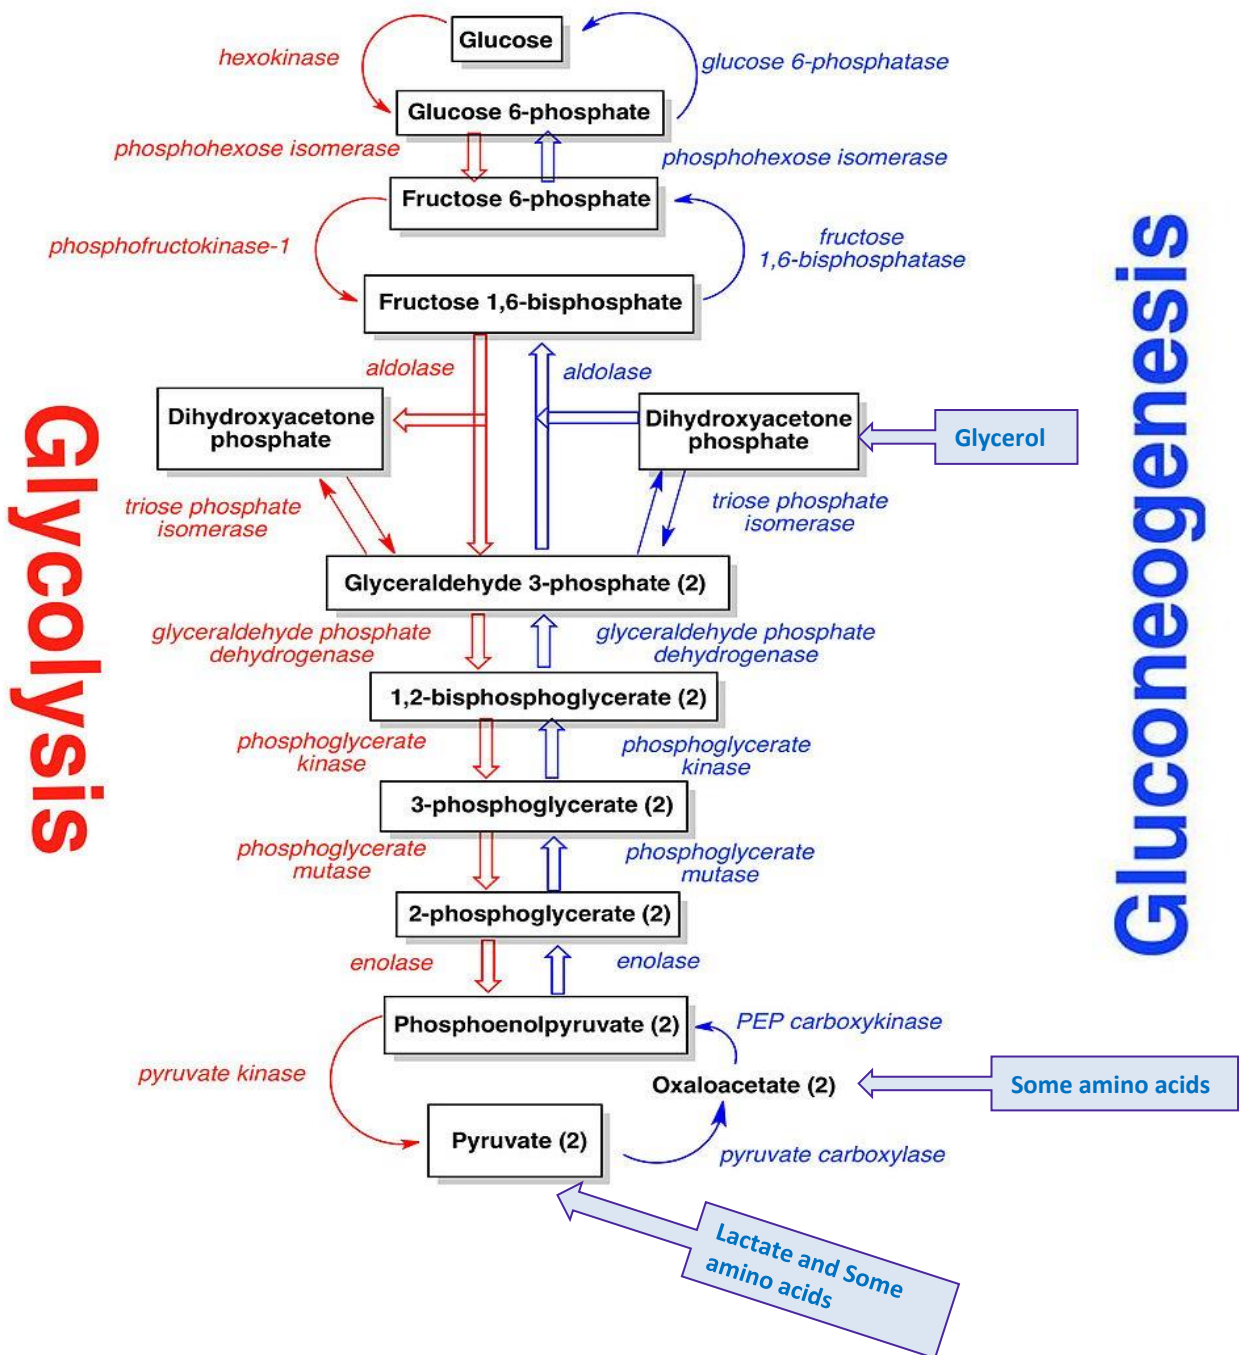 Glucose
hexokinase
glucose 6-phosphatase
Glucose 6-phosphate
phosphohexose isomerase
phosphohexose isomerase
Fructose 6-phosphate
phosphofructokinase-1
fructose
1,6-bisphosphatase
Fructose 1,6-bisphosphate
aldolase
aldolase
Dihydroxyacetone
phosphate
Dihydroxyacetone
phosphate
Glycerol
triose phosphate
isomerase
triose phosphate
isomerase
Glyceraldehyde 3-phosphate (2)
glyceraldehyde phosphate
dehydrogenase
glyceraldehyde phosphate
dehydrogenase
1,2-bisphosphoglycerate (2)
phosphoglycerate
kinase
phosphoglycerate
kinase
3-phosphoglycerate (2)
phosphoglycerate
mutase
phosphoglycerate
mutase
2-phosphoglycerate (2)
enolase
enolase
Phosphoenolpyruvate (2)
PEP carboxykinase
pyruvate kinase
Oxaloacetate (2)
Some amino acids
Pyruvate (2)
pyruvate carboxylase
Lactate and Some
amino acids
Glycolysis
Gluconeogenesis